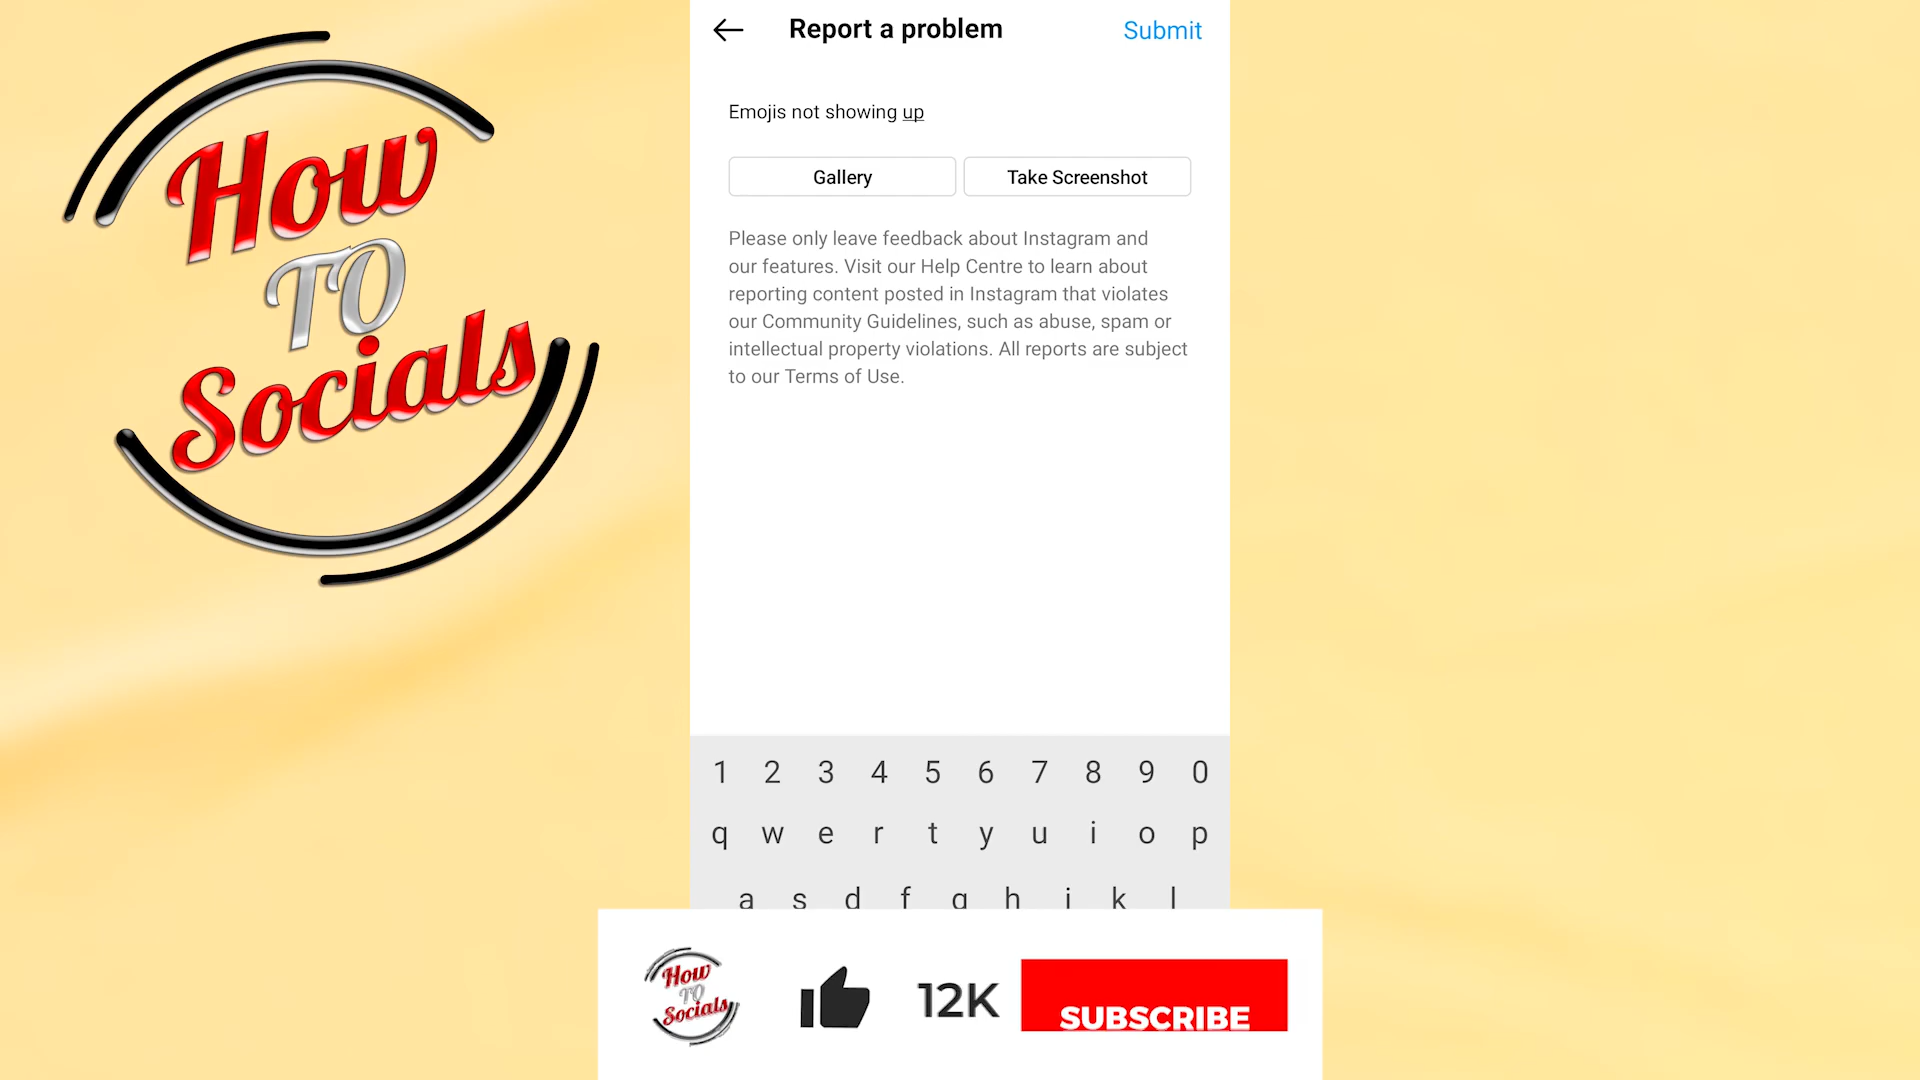 How
TO
Socials
Report a problem
Submit
Emojis not showing up
Gallery
Take Screenshot
Please only leave feedback about Instagram and
our features. Visit our Help Centre to learn about
reporting content posted in Instagram that violates
our Community Guidelines, such as abuse, spam or
intellectual property violations. All reports are subject
to our Terms of Use.
1 2 3 4 5 6 7 8 9 0
q w e r t y u i o p
a s d f g h j k l
How
TO
Socials
12K
SUBSCRIBE